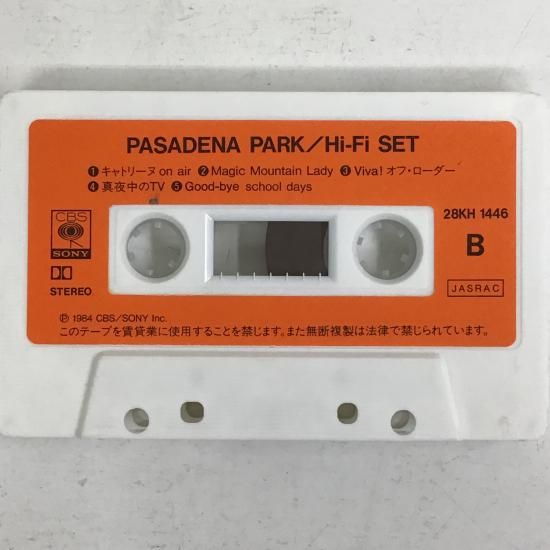 PASADENA PARK/Hi-Fi SET
❶キャトリーヌ on air ❷Magic Mountain Lady ❸Viva! オフ・ローダー
❹真夜中のTV ❺Good-bye school days
CBS
SONY
STEREO
28KH 1446
B
JASRAC
Ⓟ 1984 CBS/SONY Inc.
このテープを賃貸業に使用することを禁じます。また無断複製は法律で禁じられています。